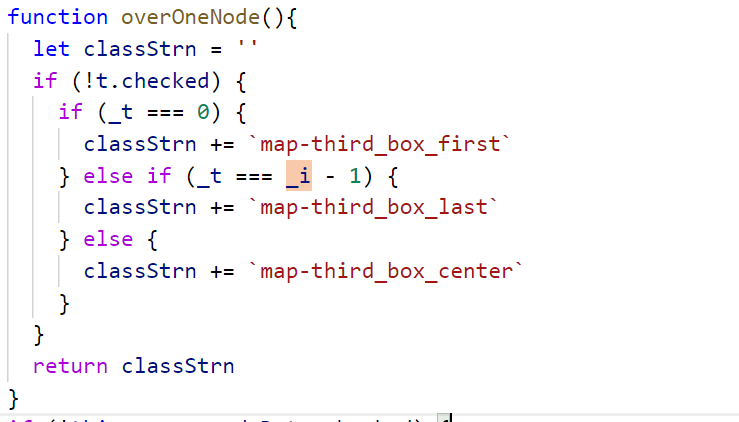 function overOneNode(){
let classStrn = ''
if (!t.checked) {
if (_t === 0) {
classStrn += `map-third_box_first`
} else if (_t === _i - 1) {
classStrn += `map-third_box_last`
} else {
classStrn += `map-third_box_center`
}
}
return classStrn
}